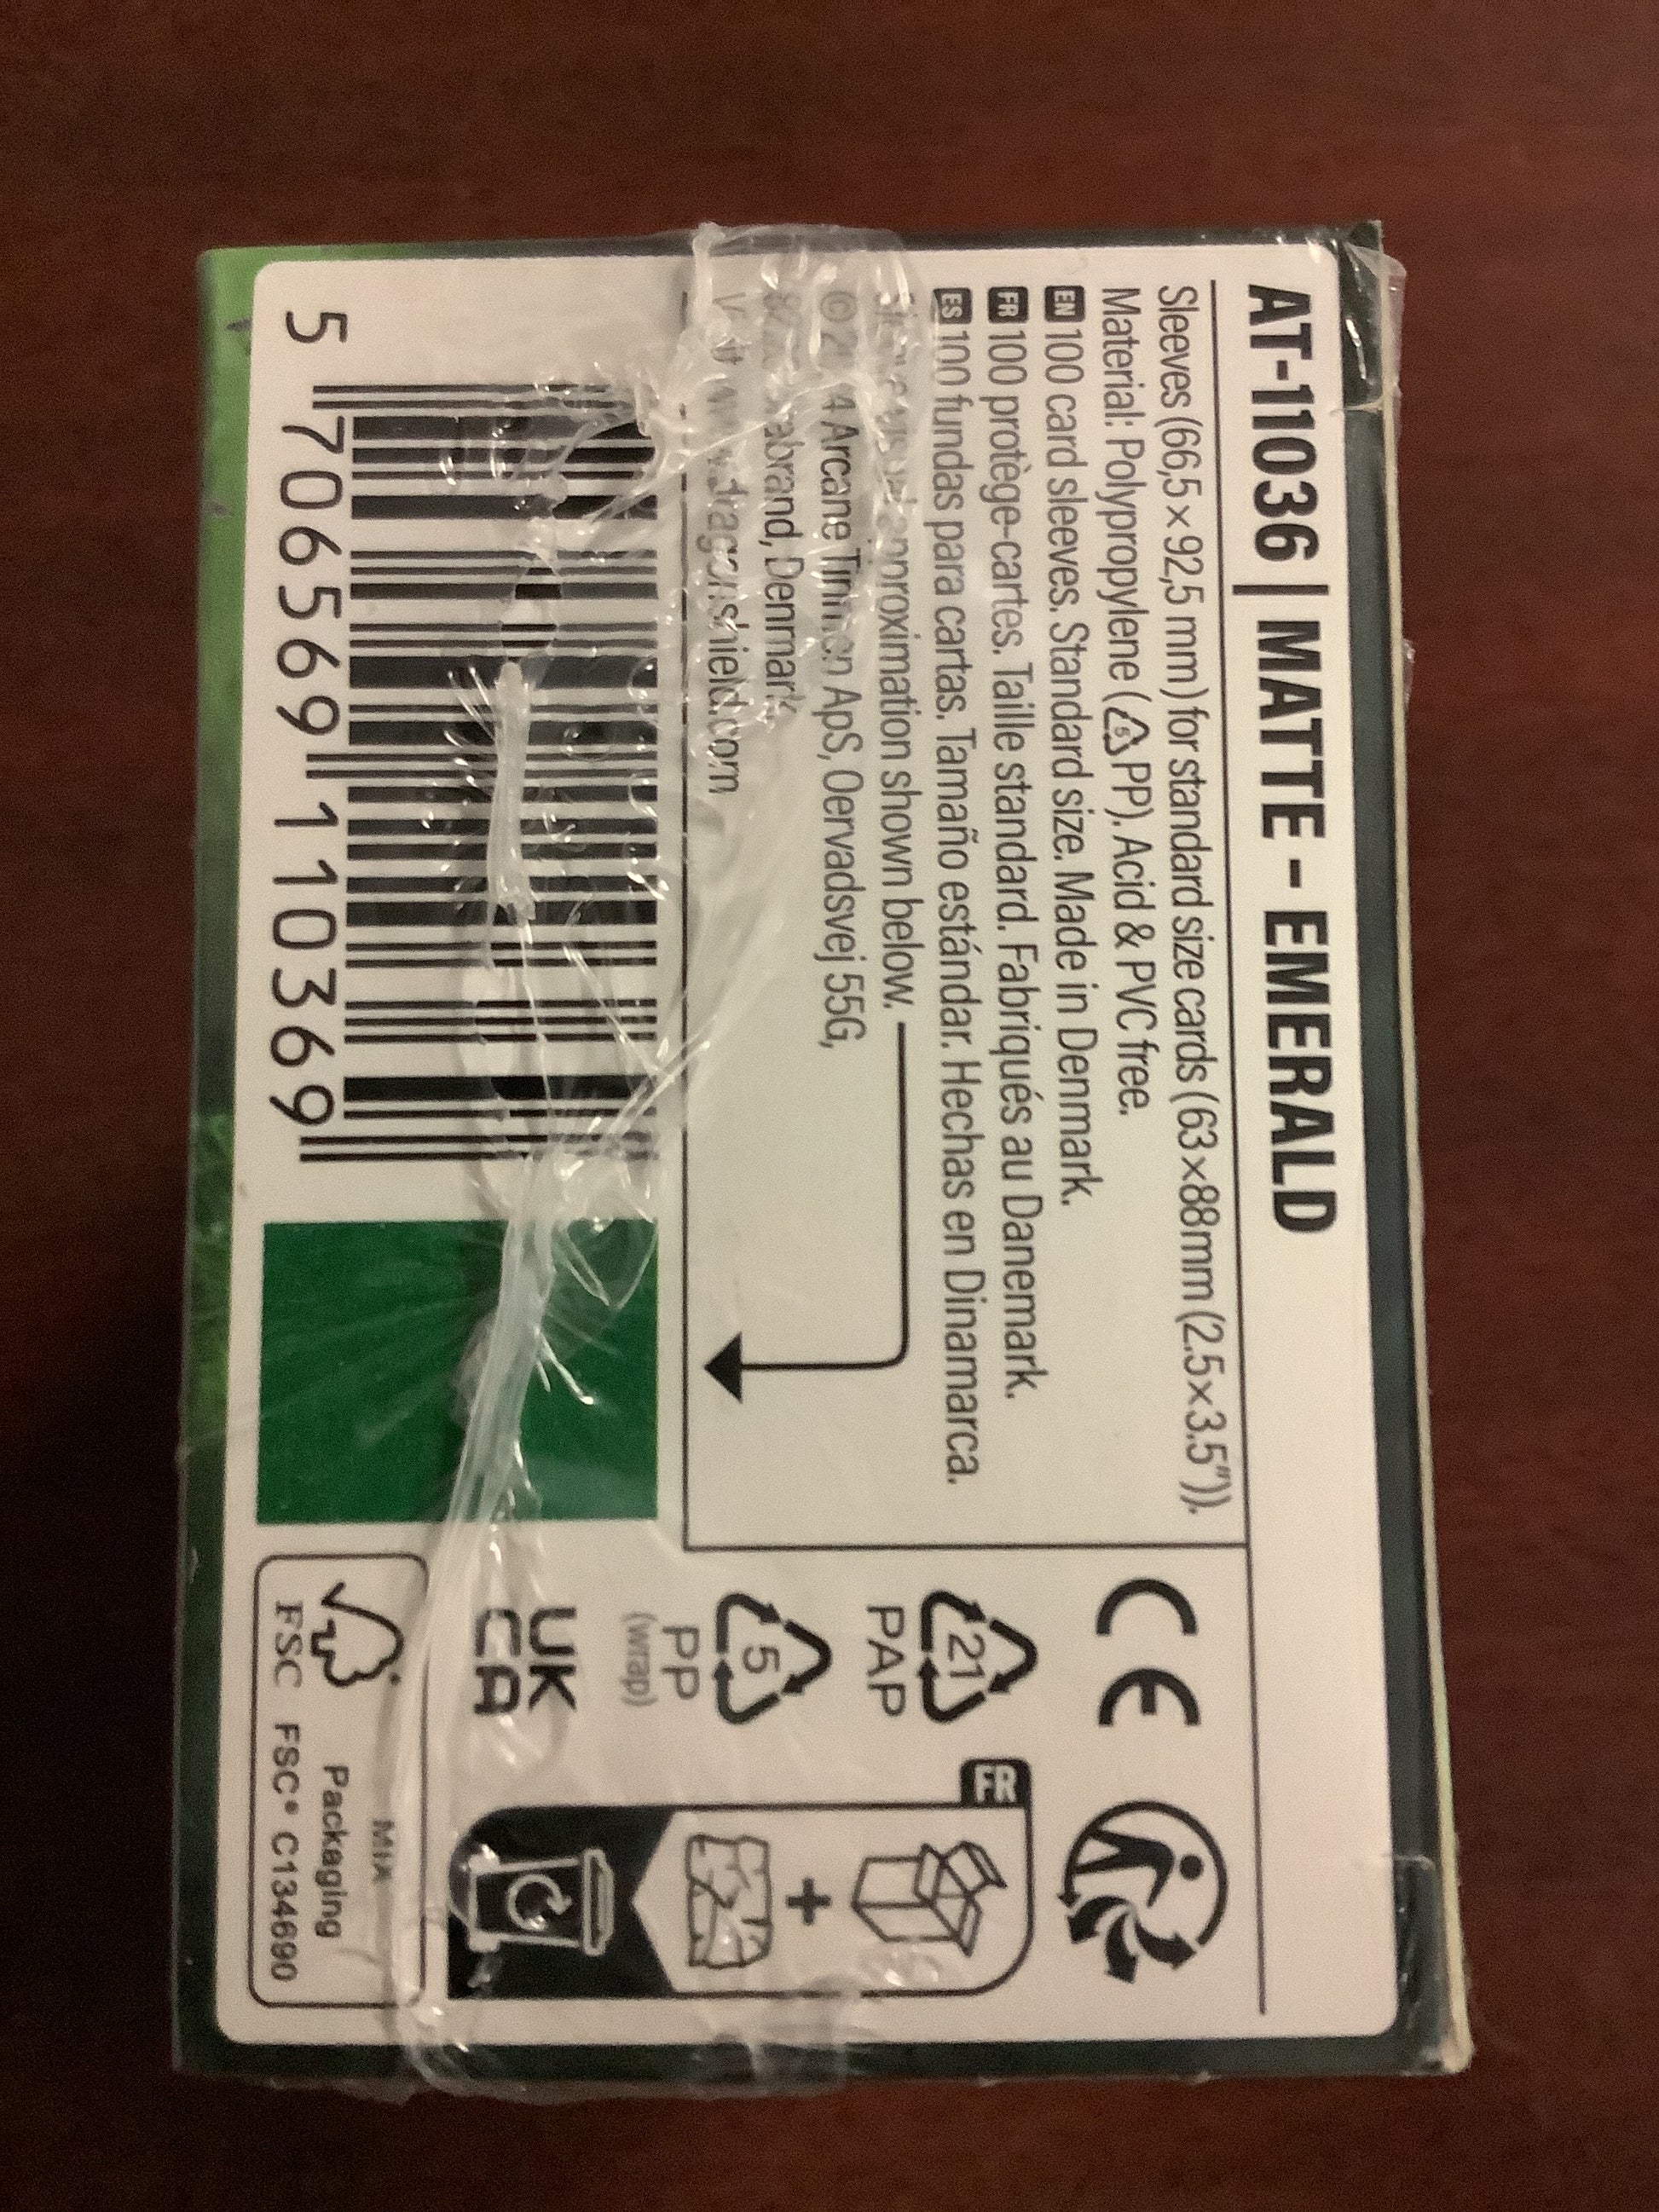 AT-11036 | MATTE - EMERALD
Sleeves (66,5 × 92,5 mm) for standard size cards (63×88mm (2.5×3.5")).
Material: Polypropylene (5 PP). Acid & PVC free.
EN 100 card sleeves. Standard size. Made in Denmark.
FR 100 protège-cartes. Taille standard. Fabriqués au Danemark.
ES 100 fundas para cartas. Tamaño estándar. Hechas en Dinamarca.
approximation shown below.
Arcane Tinmen ApS, Oervadsvej 55G,
Denmark
dragonshield.com
5 706569 110369
CE
21
PAP
5
PP
(wrap)
UK
CA
FR
FSC
MIX
Packaging
FSC® C134690